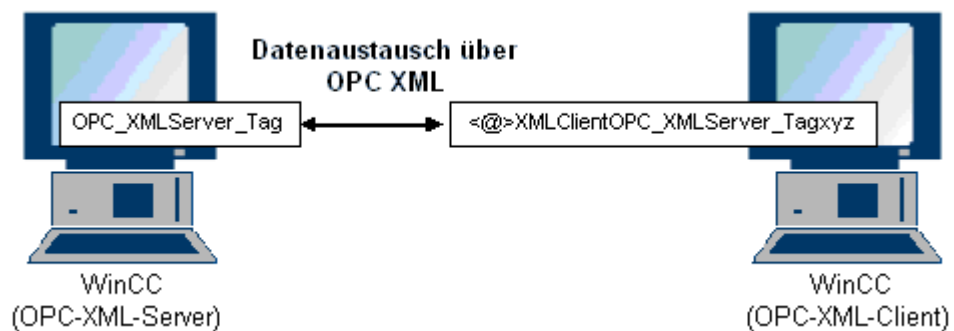 Datenaustausch über
OPC XML
OPC_XMLServer_Tag
<@>XMLClientOPC_XMLServer_Tagxyz
WinCC
(OPC-XML-Server)
WinCC
(OPC-XML-Client)